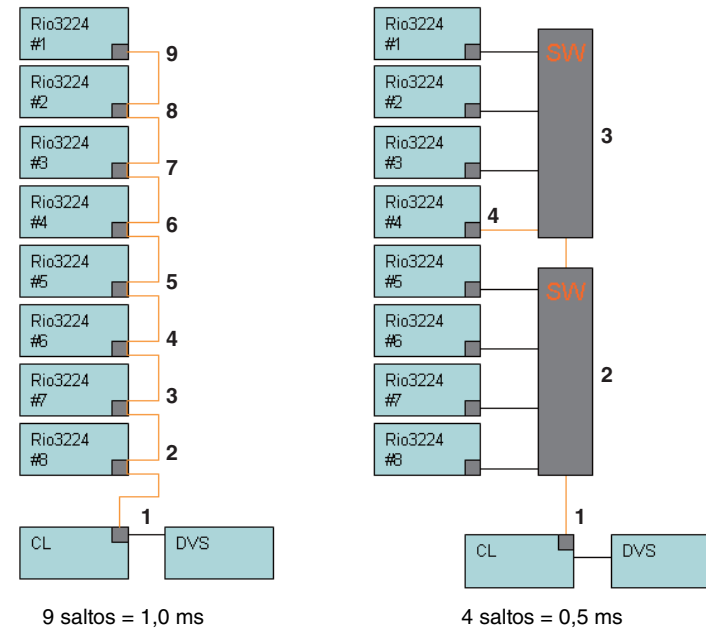 Rio3224
#1
9
Rio3224
#2
8
Rio3224
#3
7
Rio3224
#4
6
Rio3224
#5
5
Rio3224
#6
4
Rio3224
#7
3
Rio3224
#8
2
1
CL
DVS
9 saltos = 1,0 ms
Rio3224
#1
SW
Rio3224
#2
3
Rio3224
#3
Rio3224
#4
4
Rio3224
#5
SW
Rio3224
#6
2
Rio3224
#7
Rio3224
#8
1
CL
DVS
4 saltos = 0,5 ms